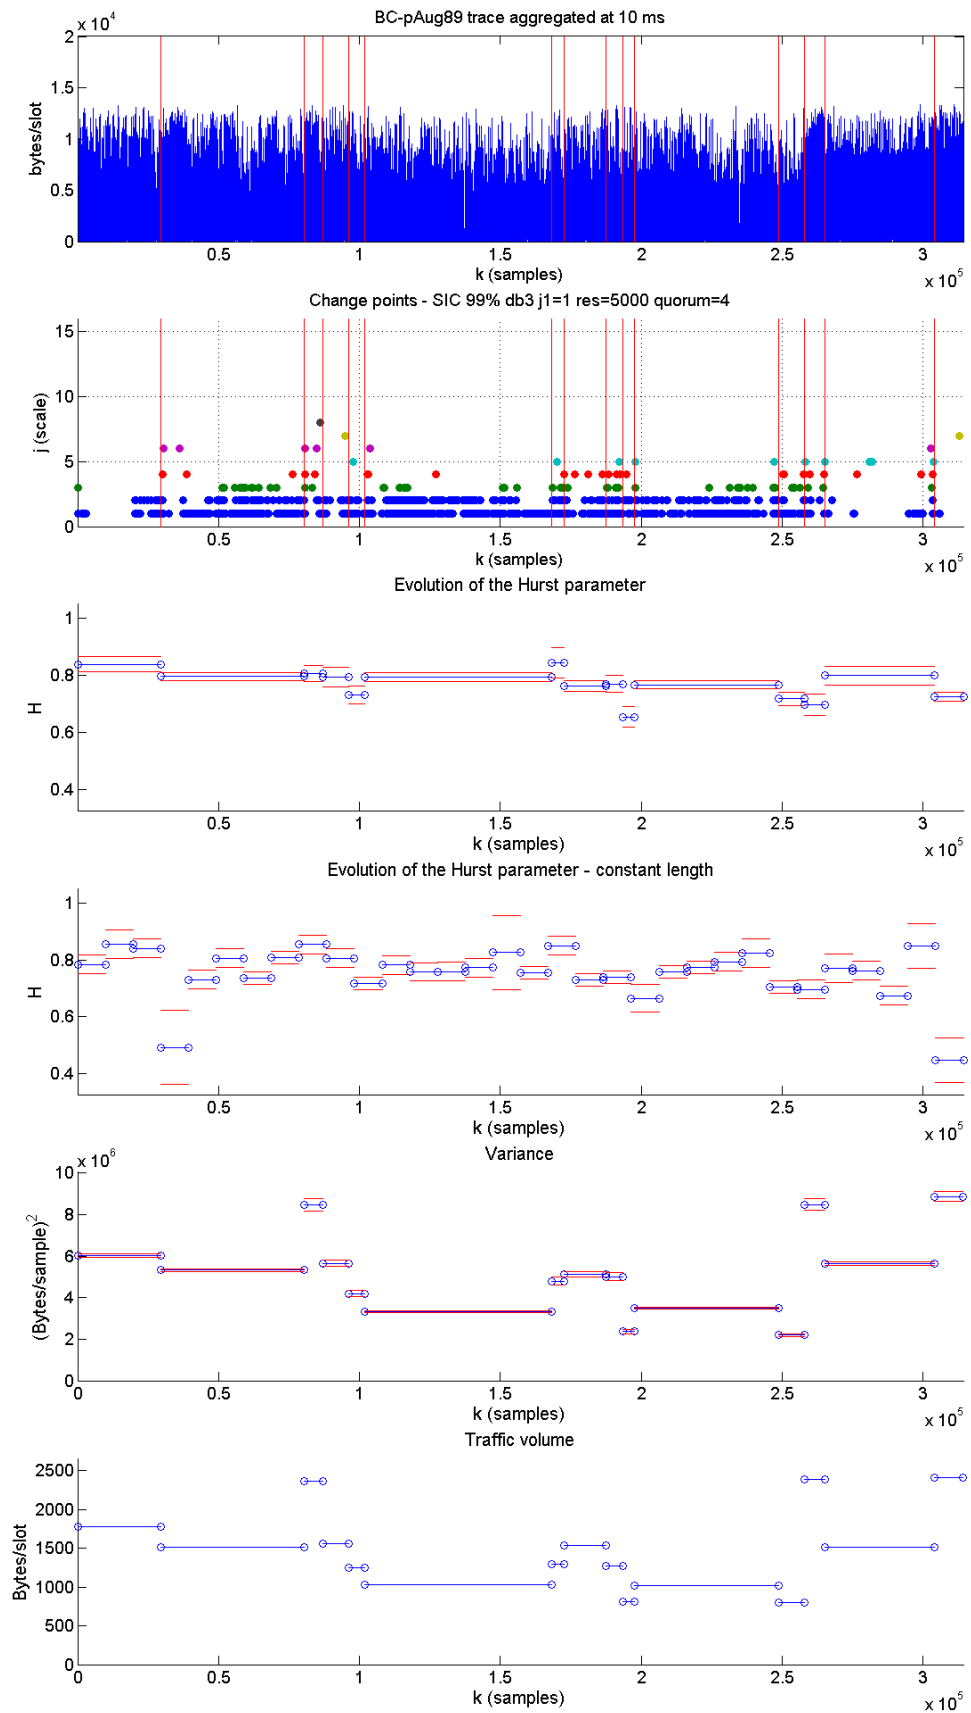 BC-pAug89 trace aggregated at 10 ms
x 10^4
2
1.5
1
0.5
0
bytes/slot
0.5 1 1.5 2 2.5 3
k (samples)
x 10^5
Change points - SIC 99% db3 j1=1 res=5000 quorum=4
15
10
5
0
j (scale)
0.5 1 1.5 2 2.5 3
k (samples)
x 10^5
Evolution of the Hurst parameter
1
0.8
0.6
0.4
H
0.5 1 1.5 2 2.5 3
k (samples)
x 10^5
Evolution of the Hurst parameter - constant length
1
0.8
0.6
0.4
H
0.5 1 1.5 2 2.5 3
k (samples)
x 10^5
Variance
x 10^6
10
8
6
4
2
0
(Bytes/sample)^2
0 0.5 1 1.5 2 2.5 3
k (samples)
x 10^5
Traffic volume
2500
2000
1500
1000
500
0
Bytes/slot
0.5 1 1.5 2 2.5 3
k (samples)
x 10^5